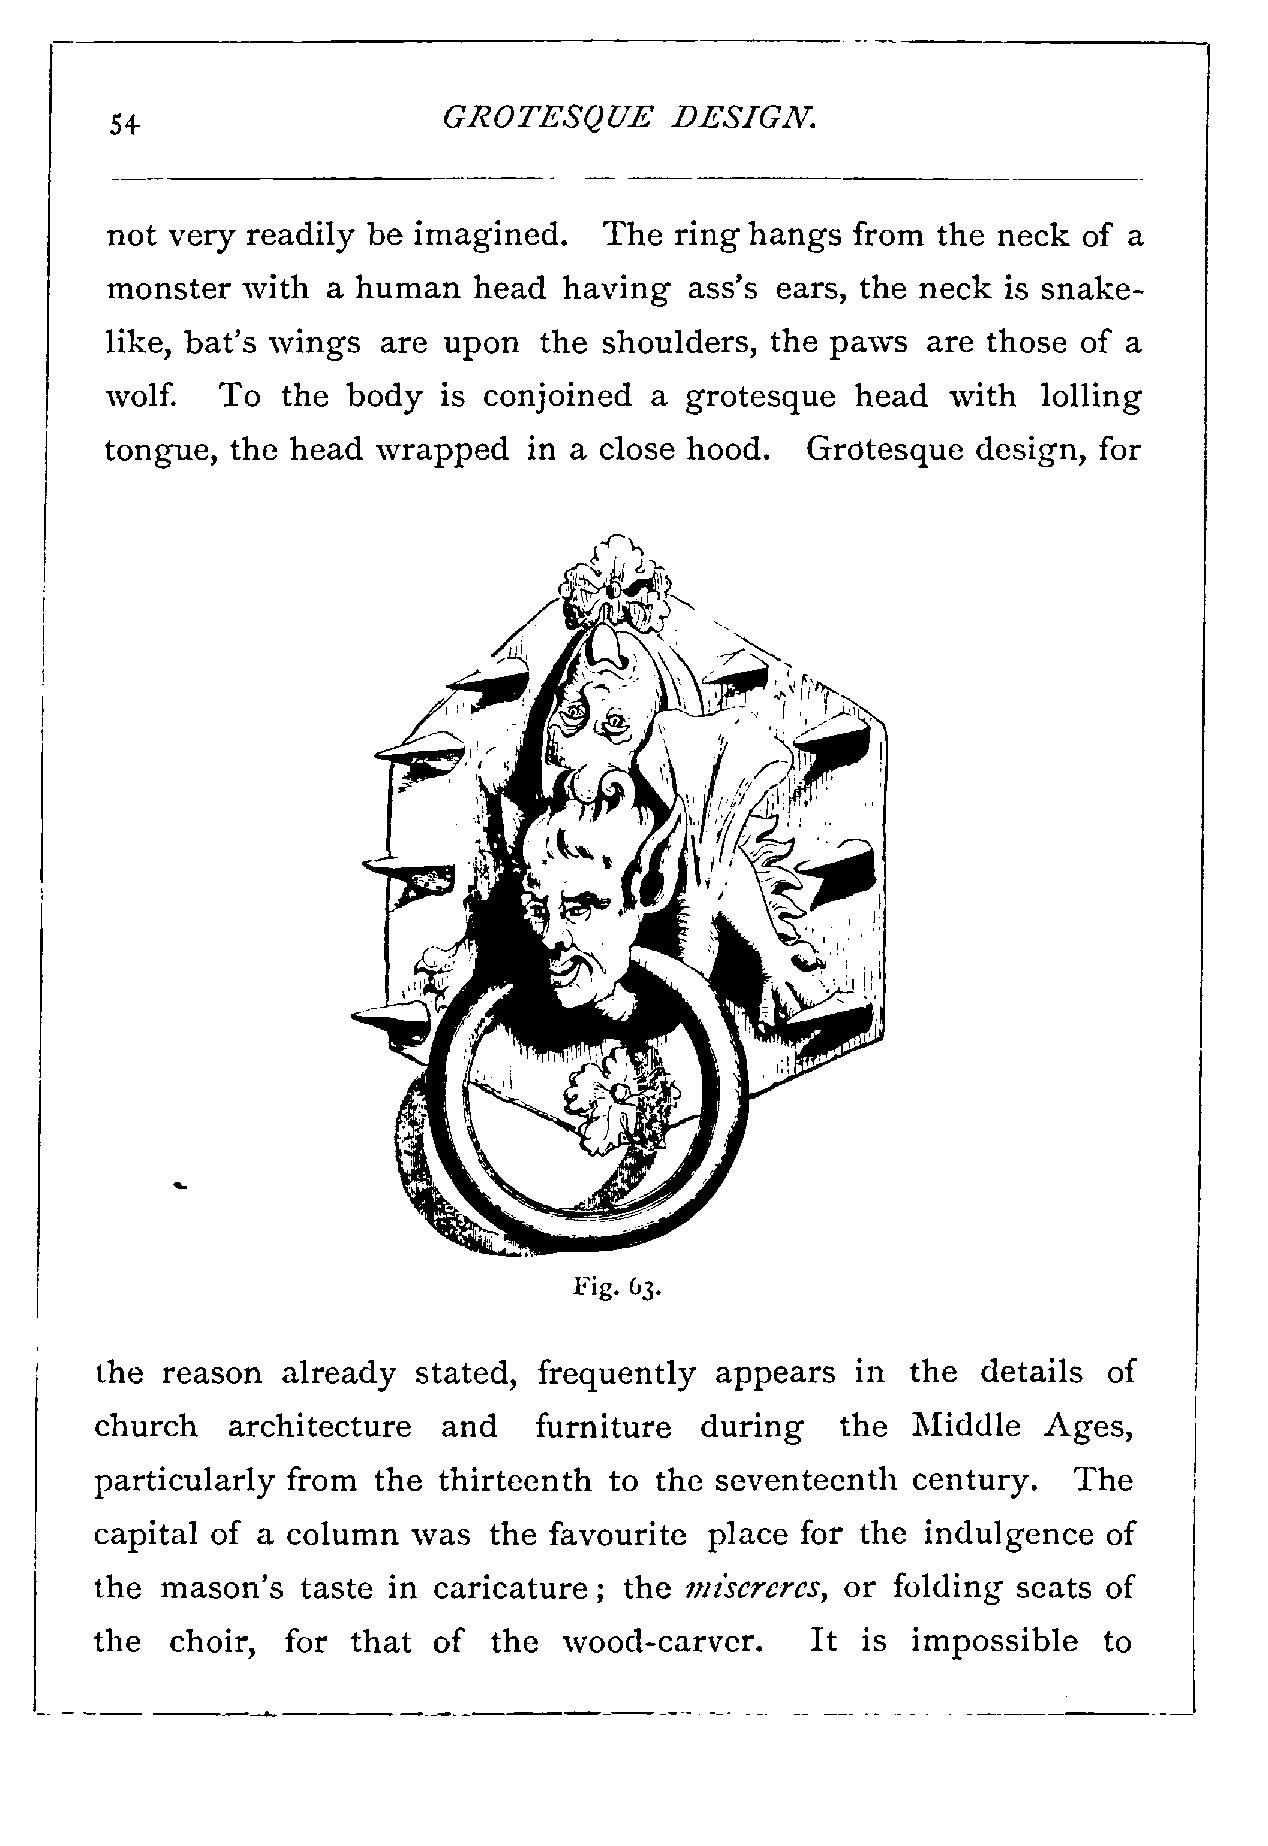 54
GROTESQUE DESIGN.
not very readily be imagined. The ring hangs from the neck of a
monster with a human head having ass's ears, the neck is snake-
like, bat's wings are upon the shoulders, the paws are those of a
wolf. To the body is conjoined a grotesque head with lolling
tongue, the head wrapped in a close hood. Grotesque design, for
Fig. 63.
the reason already stated, frequently appears in the details of
church architecture and furniture during the Middle Ages,
particularly from the thirteenth to the seventeenth century. The
capital of a column was the favourite place for the indulgence of
the mason's taste in caricature; the misereres, or folding seats of
the choir, for that of the wood-carver. It is impossible to